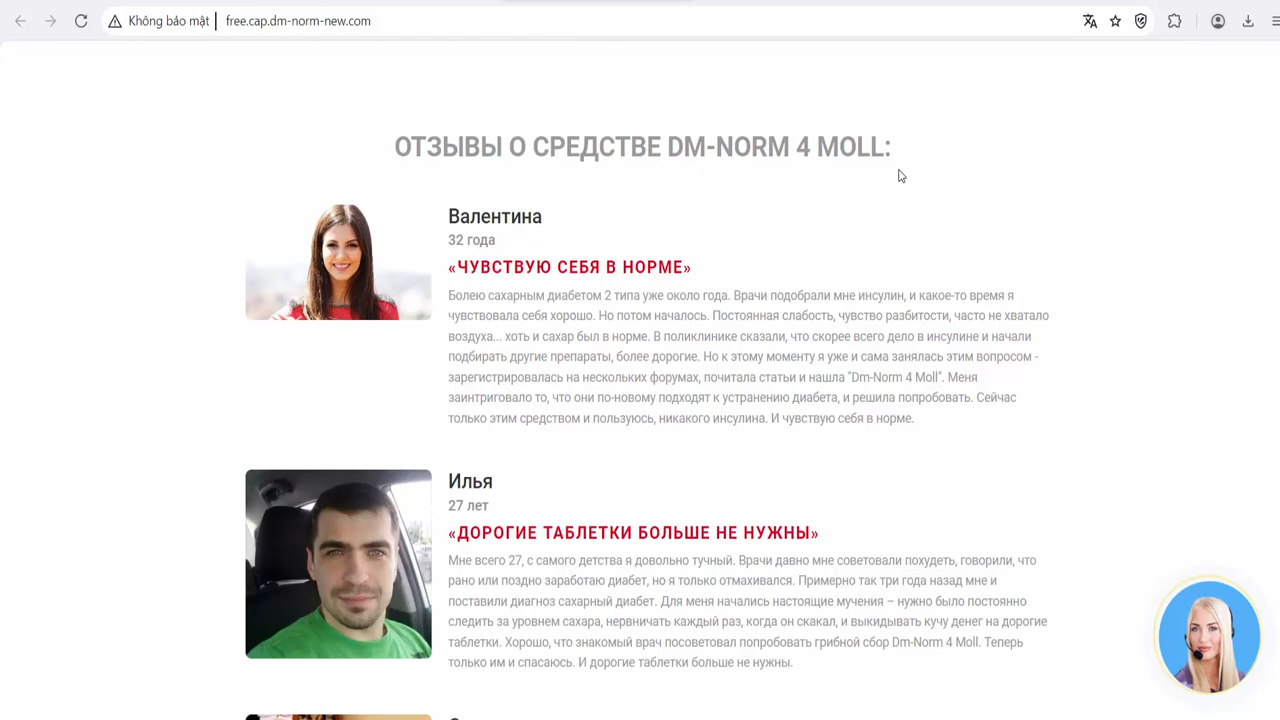 Không bảo mật
free.cap.dm-norm-new.com
ОТЗЫВЫ О СРЕДСТВЕ DM-NORM 4 MOLL:
Валентина
32 года
«ЧУВСТВУЮ СЕБЯ В НОРМЕ»
Болею сахарным диабетом 2 типа уже около года. Врачи подобрали мне инсулин, и какое-то время я
чувствовала себя хорошо. Но потом началось. Постоянная слабость, чувство разбитости, часто не хватало
воздуха... хоть и сахар был в норме. В поликлинике сказали, что скорее всего дело в инсулине и начали
подбирать другие препараты, более дорогие. Но к этому моменту я уже и сама занялась этим вопросом -
зарегистрировалась на нескольких форумах, почитала статьи и нашла "Dm-Norm 4 Moll". Меня
заинтриговало то, что они по-новому подходят к устранению диабета, и решила попробовать. Сейчас
только этим средством и пользуюсь, никакого инсулина. И чувствую себя в норме.
Илья
27 лет
«ДОРОГИЕ ТАБЛЕТКИ БОЛЬШЕ НЕ НУЖНЫ»
Мне всего 27, с самого детства я довольно тучный. Врачи давно мне советовали похудеть, говорили, что
рано или поздно заработаю диабет, но я только отмахивался. Примерно так три года назад мне и
поставили диагноз сахарный диабет. Для меня начались настоящие мучения – нужно было постоянно
следить за уровнем сахара, нервничать каждый раз, когда он скакал, и выкидывать кучу денег на дорогие
таблетки. Хорошо, что знакомый врач посоветовал попробовать грибной сбор Dm-Norm 4 Moll. Теперь
только им и спасаюсь. И дорогие таблетки больше не нужны.